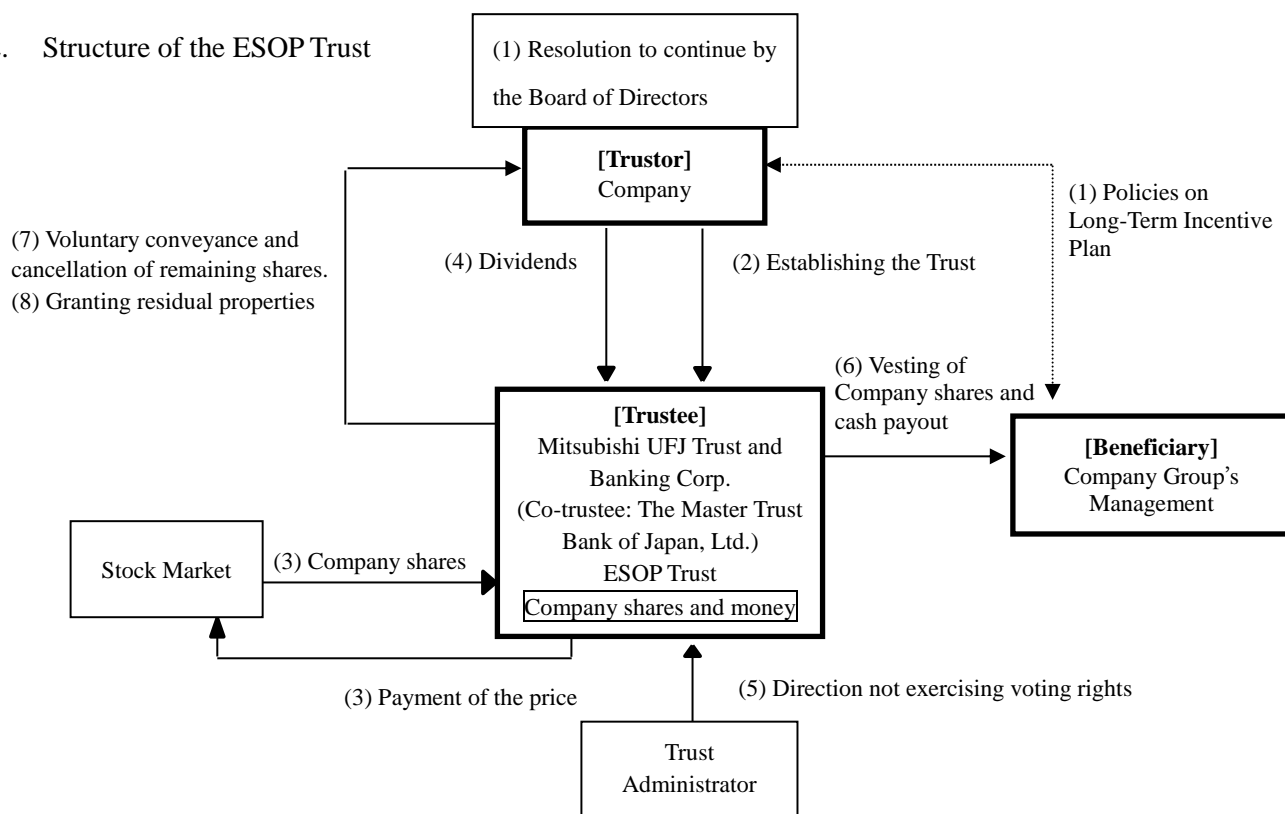 . Structure of the ESOP Trust
(1) Resolution to continue by
the Board of Directors
[Trustor]
Company
(1) Policies on
Long-Term Incentive
Plan
(7) Voluntary conveyance and
cancellation of remaining shares.
(8) Granting residual properties
(4) Dividends
(2) Establishing the Trust
(6) Vesting of
Company shares and
cash payout
[Trustee]
Mitsubishi UFJ Trust and
Banking Corp.
(Co-trustee: The Master Trust
Bank of Japan, Ltd.)
ESOP Trust
Company shares and money
[Beneficiary]
Company Group's
Management
Stock Market
(3) Company shares
(3) Payment of the price
(5) Direction not exercising voting rights
Trust
Administrator